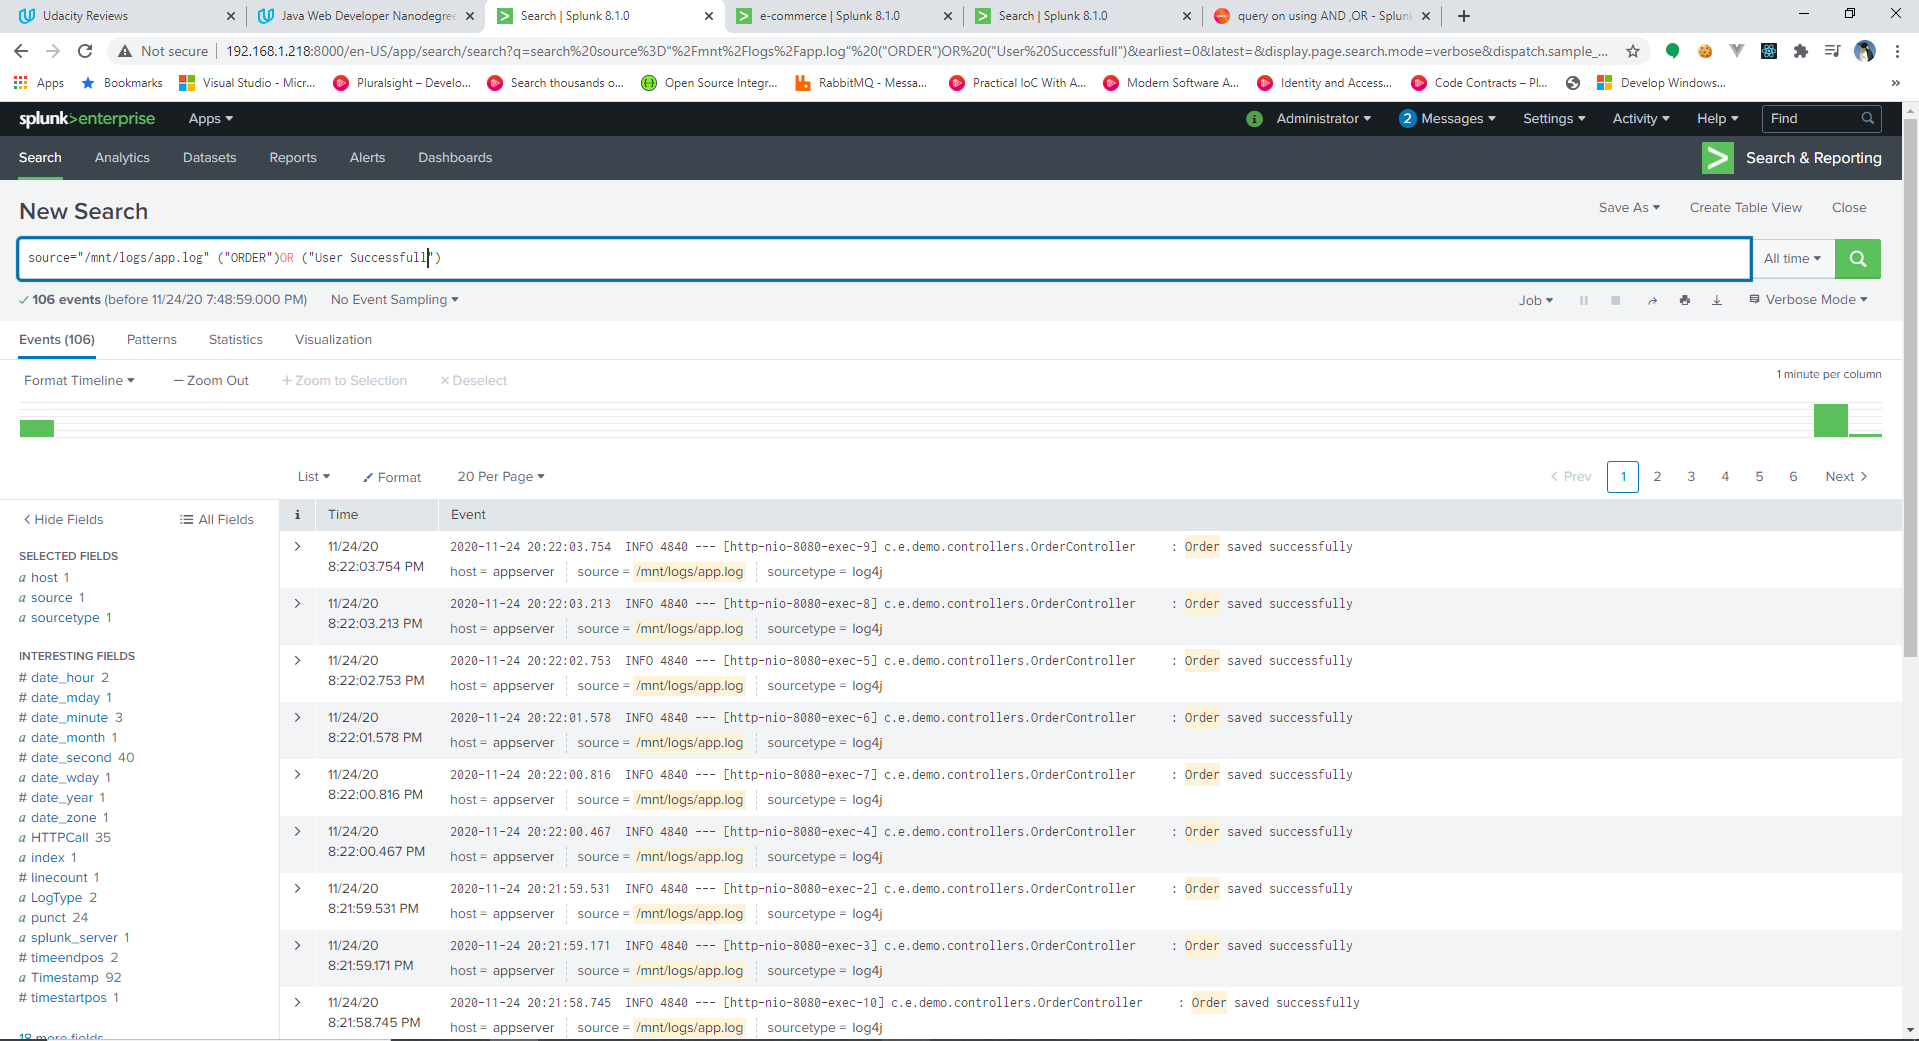 Udacity Reviews
Java Web Developer Nanodegree
Search | Splunk 8.1.0
e-commerce | Splunk 8.1.0
Search | Splunk 8.1.0
query on using AND ,OR - Splun
Not secure
192.168.1.218:8000/en-US/app/search/search?q=search%20source%3D"%2Fmnt%2Flogs%2Fapp.log"%20("ORDER")OR%20("User%20Successfull")&earliest=0&latest=&display.page.search.mode=verbose&dispatch.sample_...
Apps
Bookmarks
Visual Studio - Micr...
Pluralsight – Develo...
Search thousands o...
Open Source Integr...
RabbitMQ - Messa...
Practical IoC With A...
Modern Software A...
Identity and Access...
Code Contracts – Pl...
Develop Windows...
splunk>enterprise
Apps
i
Administrator
2 Messages
Settings
Activity
Help
Find
Search
Analytics
Datasets
Reports
Alerts
Dashboards
Search & Reporting
New Search
Save As
Create Table View
Close
source="/mnt/logs/app.log" ("ORDER")OR ("User Successfull")
All time
106 events (before 11/24/20 7:48:59.000 PM)
No Event Sampling
Job
Verbose Mode
Events (106)
Patterns
Statistics
Visualization
Format Timeline
— Zoom Out
+ Zoom to Selection
× Deselect
1 minute per column
List
Format
20 Per Page
< Prev
1
2
3
4
5
6
Next >
< Hide Fields
All Fields
i
Time
Event
SELECTED FIELDS
a host 1
a source 1
a sourcetype 1
INTERESTING FIELDS
# date_hour 2
# date_mday 1
# date_minute 3
a date_month 1
# date_second 40
a date_wday 1
# date_year 1
a date_zone 1
a HTTPCall 35
a index 1
# linecount 1
a LogType 2
a punct 24
a splunk_server 1
# timeendpos 2
a Timestamp 92
# timestartpos 1
18 more fields
11/24/20
8:22:03.754 PM
2020-11-24 20:22:03.754 INFO 4840 --- [http-nio-8080-exec-9] c.e.demo.controllers.OrderController : Order saved successfully
host = appserver source = /mnt/logs/app.log sourcetype = log4j
11/24/20
8:22:03.213 PM
2020-11-24 20:22:03.213 INFO 4840 --- [http-nio-8080-exec-8] c.e.demo.controllers.OrderController : Order saved successfully
host = appserver source = /mnt/logs/app.log sourcetype = log4j
11/24/20
8:22:02.753 PM
2020-11-24 20:22:02.753 INFO 4840 --- [http-nio-8080-exec-5] c.e.demo.controllers.OrderController : Order saved successfully
host = appserver source = /mnt/logs/app.log sourcetype = log4j
11/24/20
8:22:01.578 PM
2020-11-24 20:22:01.578 INFO 4840 --- [http-nio-8080-exec-6] c.e.demo.controllers.OrderController : Order saved successfully
host = appserver source = /mnt/logs/app.log sourcetype = log4j
11/24/20
8:22:00.816 PM
2020-11-24 20:22:00.816 INFO 4840 --- [http-nio-8080-exec-7] c.e.demo.controllers.OrderController : Order saved successfully
host = appserver source = /mnt/logs/app.log sourcetype = log4j
11/24/20
8:22:00.467 PM
2020-11-24 20:22:00.467 INFO 4840 --- [http-nio-8080-exec-4] c.e.demo.controllers.OrderController : Order saved successfully
host = appserver source = /mnt/logs/app.log sourcetype = log4j
11/24/20
8:21:59.531 PM
2020-11-24 20:21:59.531 INFO 4840 --- [http-nio-8080-exec-2] c.e.demo.controllers.OrderController : Order saved successfully
host = appserver source = /mnt/logs/app.log sourcetype = log4j
11/24/20
8:21:59.171 PM
2020-11-24 20:21:59.171 INFO 4840 --- [http-nio-8080-exec-3] c.e.demo.controllers.OrderController : Order saved successfully
host = appserver source = /mnt/logs/app.log sourcetype = log4j
11/24/20
8:21:58.745 PM
2020-11-24 20:21:58.745 INFO 4840 --- [http-nio-8080-exec-10] c.e.demo.controllers.OrderController : Order saved successfully
host = appserver source = /mnt/logs/app.log sourcetype = log4j